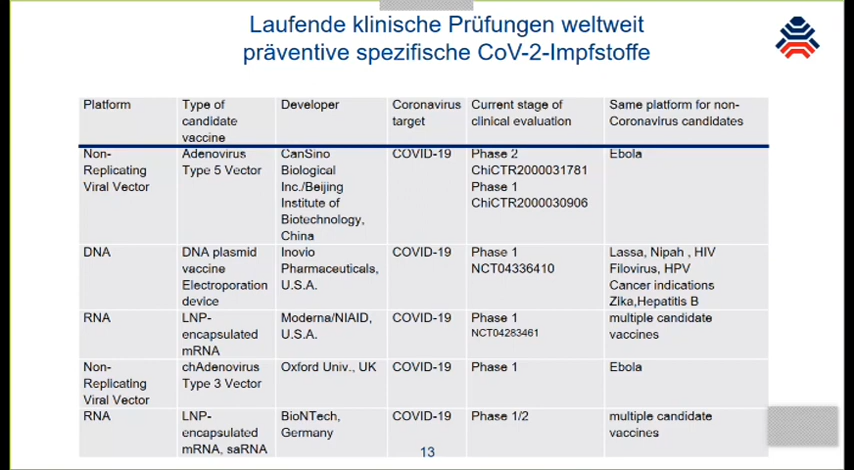 Laufende klinische Prüfungen weltweit
präventive spezifische CoV-2-Impfstoffe
Platform
Type of
candidate
vaccine
Developer
Coronavirus
target
Current stage of
clinical evaluation
Same platform for non-
Coronavirus candidates
Non-
Replicating
Viral Vector
Adenovirus
Type 5 Vector
CanSino
Biological
Inc./Beijing
Institute of
Biotechnology,
China
COVID-19
Phase 2
ChiCTR2000031781
Phase 1
ChiCTR2000030906
Ebola
DNA
DNA plasmid
vaccine
Electroporation
device
Inovio
Pharmaceuticals,
U.S.A.
COVID-19
Phase 1
NCT04336410
Lassa, Nipah , HIV
Filovirus, HPV
Cancer indications
Zika,Hepatitis B
RNA
LNP-
encapsulated
mRNA
Moderna/NIAID,
U.S.A.
COVID-19
Phase 1
NCT04283461
multiple candidate
vaccines
Non-
Replicating
Viral Vector
chAdenovirus
Type 3 Vector
Oxford Univ., UK
COVID-19
Phase 1
Ebola
RNA
LNP-
encapsulated
mRNA, saRNA
BioNTech,
Germany
COVID-19
Phase 1/2
multiple candidate
vaccines
13